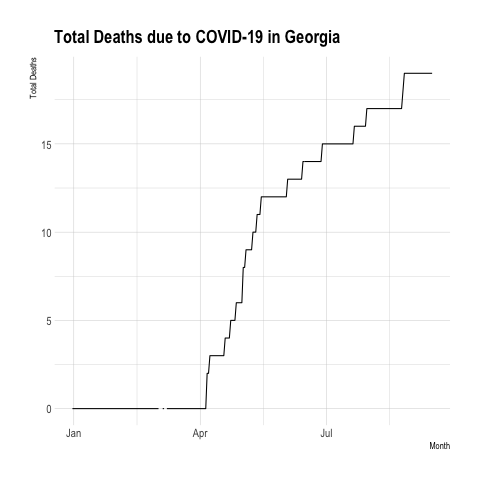 Total Deaths due to COVID-19 in Georgia
Total Deaths
15
10
5
0
Jan Apr Jul
Month